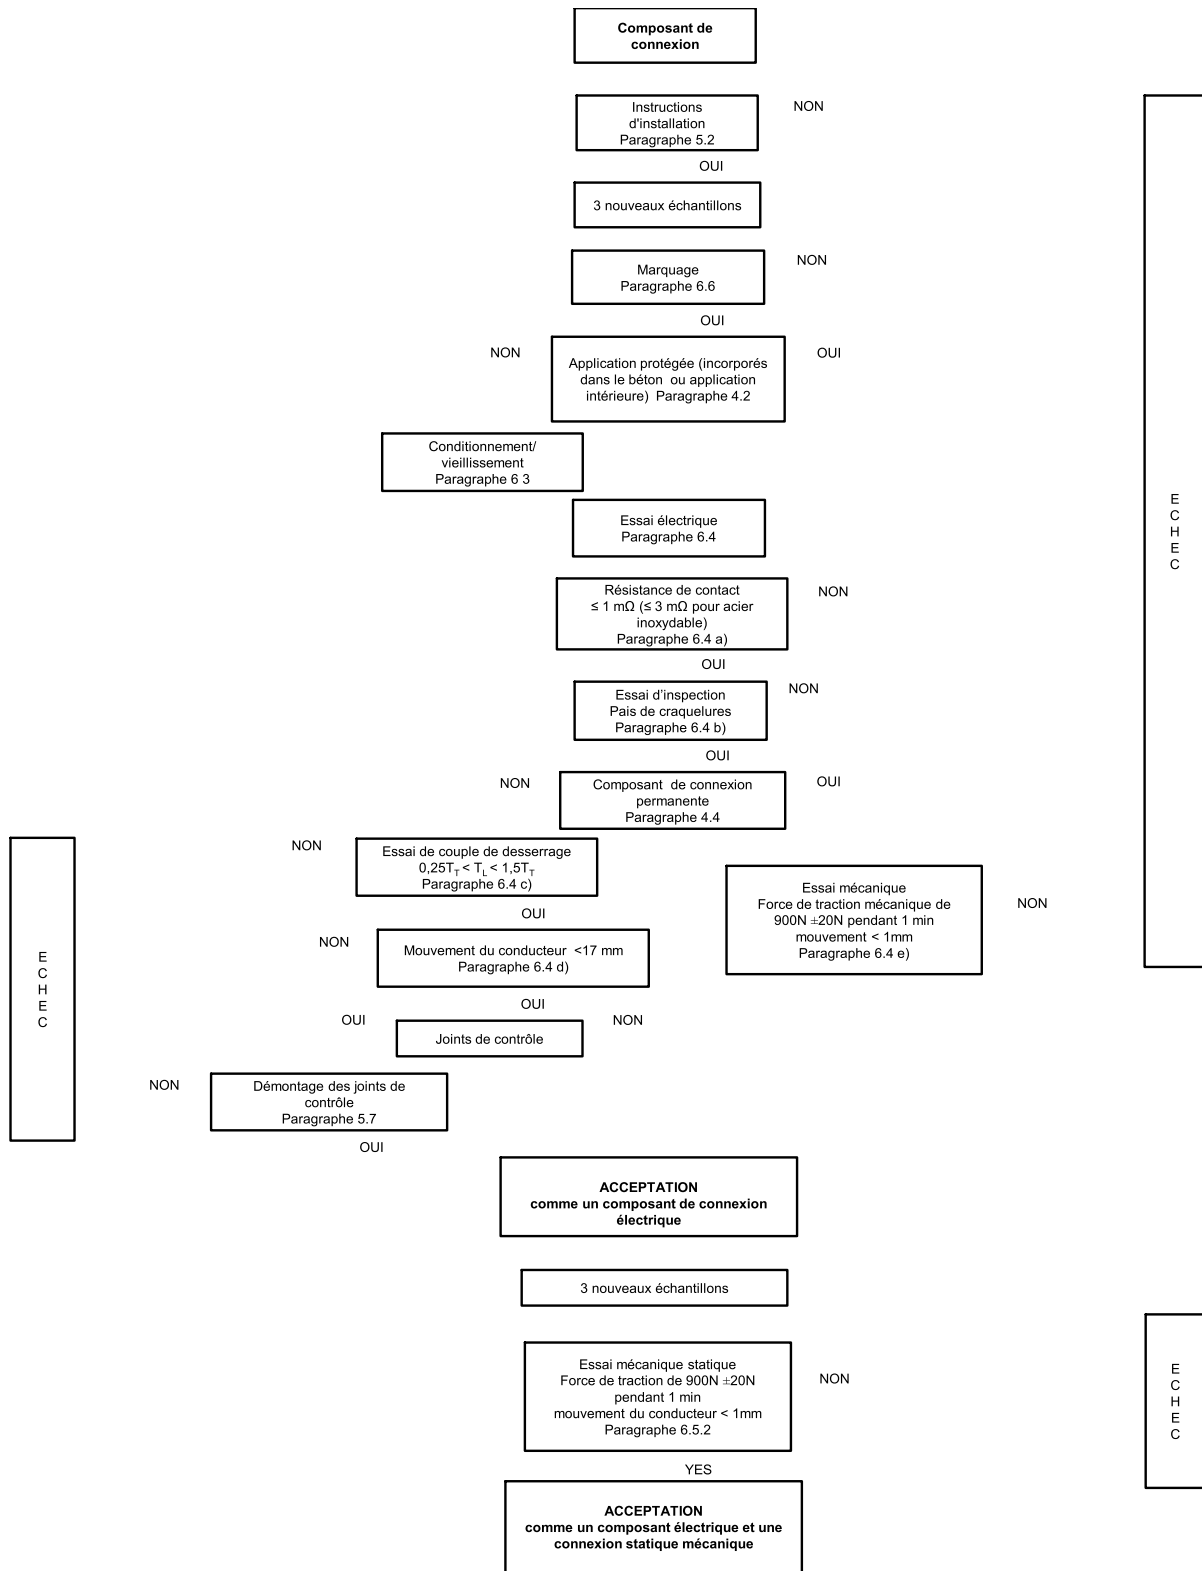 Composant de
connexion
Instructions
d'installation
Paragraphe 5.2
NON
OUI
3 nouveaux échantillons
Marquage
Paragraphe 6.6
NON
OUI
NON
Application protégée (incorporés
dans le béton ou application
intérieure) Paragraphe 4.2
OUI
Conditionnement/
vieillissement
Paragraphe 6 3
Essai électrique
Paragraphe 6.4
Résistance de contact
≤ 1 mΩ (≤ 3 mΩ pour acier
inoxydable)
Paragraphe 6.4 a)
NON
OUI
Essai d'inspection
Pais de craquelures
Paragraphe 6.4 b)
NON
OUI
NON
Composant de connexion
permanente
Paragraphe 4.4
OUI
E
C
H
E
C
NON
Essai de couple de desserrage
0,25T_T < T_L < 1,5T_T
Paragraphe 6.4 c)
OUI
Essai mécanique
Force de traction mécanique de
900N ±20N pendant 1 min
mouvement < 1mm
Paragraphe 6.4 e)
NON
NON
Mouvement du conducteur <17 mm
Paragraphe 6.4 d)
OUI
E
C
H
E
C
OUI
Joints de contrôle
NON
NON
Démontage des joints de
contrôle
Paragraphe 5.7
OUI
ACCEPTATION
comme un composant de connexion
électrique
3 nouveaux échantillons
Essai mécanique statique
Force de traction de 900N ±20N
pendant 1 min
mouvement du conducteur < 1mm
Paragraphe 6.5.2
NON
E
C
H
E
C
YES
ACCEPTATION
comme un composant électrique et une
connexion statique mécanique